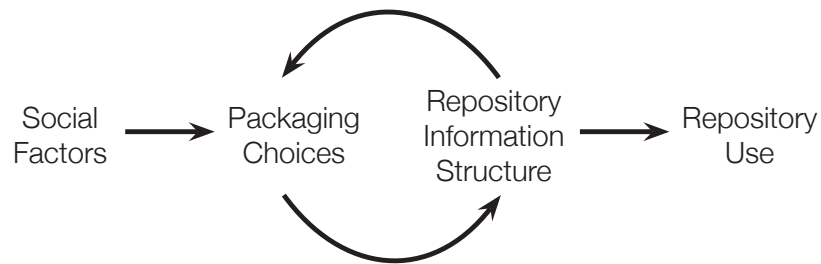 Social
Factors
Packaging
Choices
Repository
Information
Structure
Repository
Use